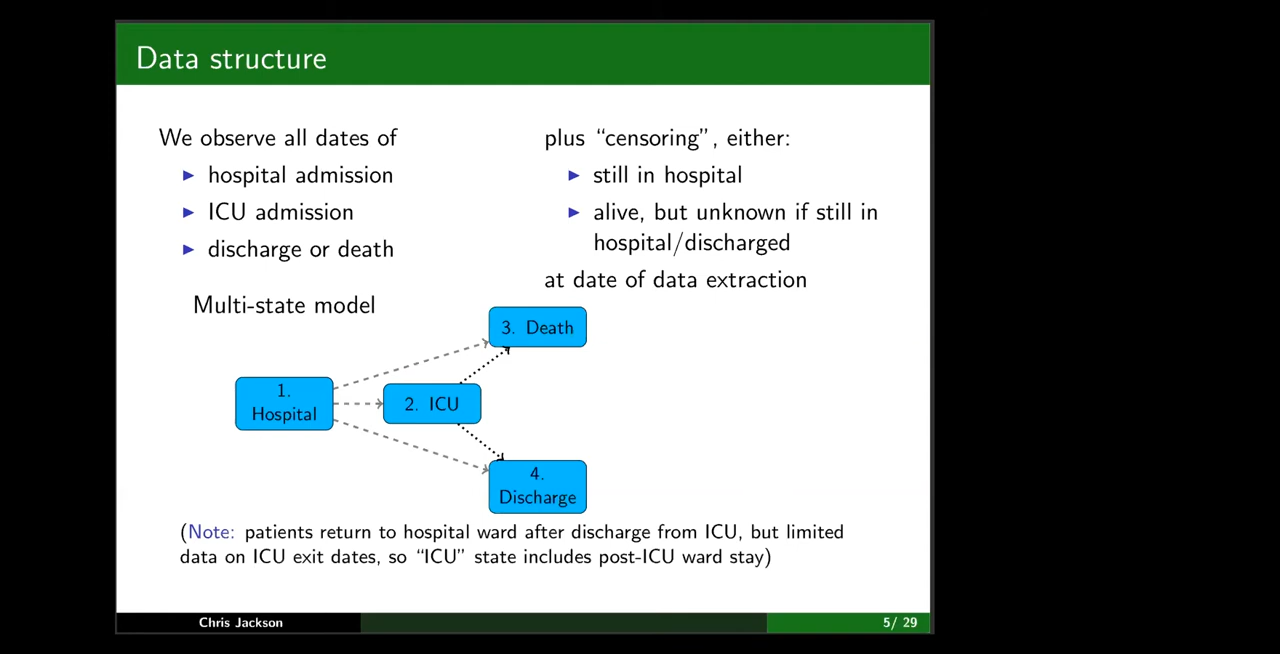 Data structure
We observe all dates of
▶ hospital admission
▶ ICU admission
▶ discharge or death
plus “censoring”, either:
▶ still in hospital
▶ alive, but unknown if still in
hospital/discharged
at date of data extraction
Multi-state model
3. Death
1.
Hospital
2. ICU
4.
Discharge
(Note: patients return to hospital ward after discharge from ICU, but limited
data on ICU exit dates, so “ICU” state includes post-ICU ward stay)
Chris Jackson
5/ 29